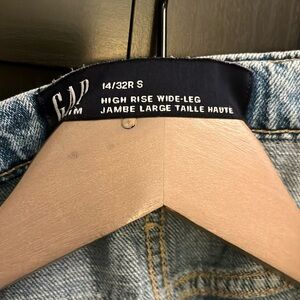 GAP
14/32R S
HIGH RISE WIDE-LEG
JAMBE LARGE TAILLE HAUTE